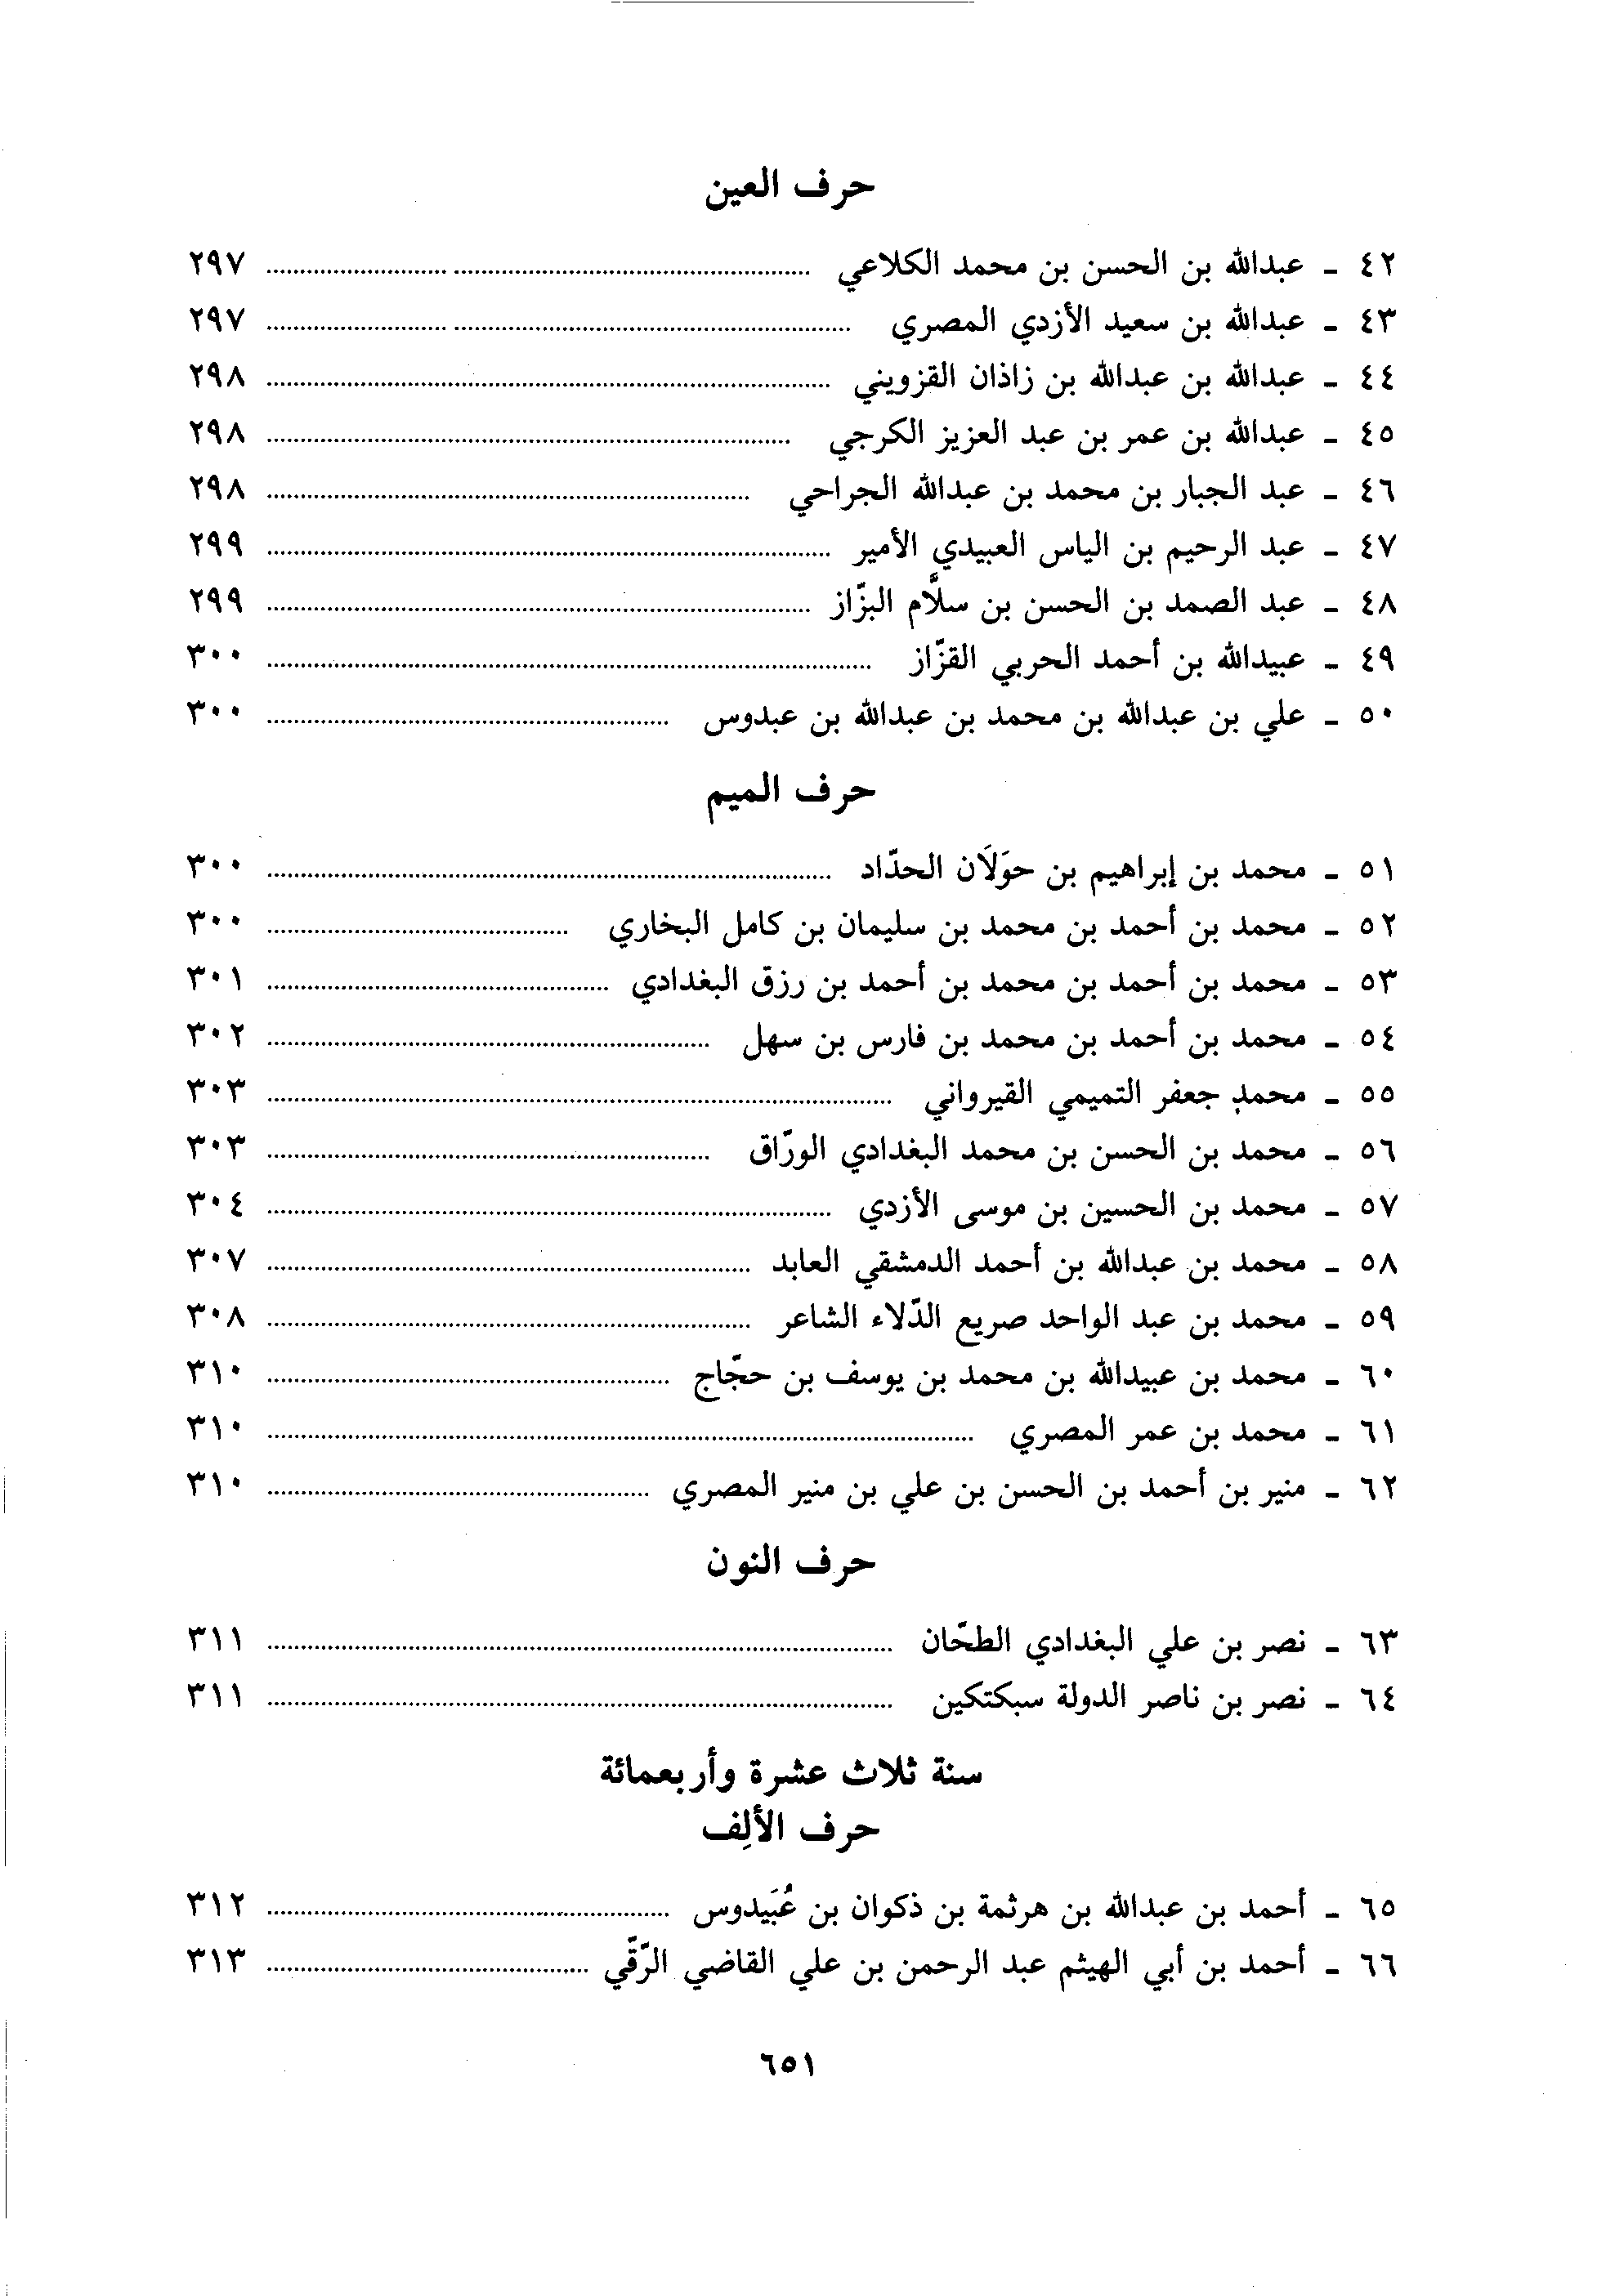 حرف العين
٤٢ - عبدالله بن الحسن بن محمد الكلاعي ........ ٢٩٧
٤٣ - عبدالله بن سعيد الأزدي المصري ........ ٢٩٧
٤٤ - عبدالله بن عبدالله بن زاذان القزويني ........ ٢٩٨
٤٥ - عبدالله بن عمر بن عبد العزيز الكرجي ........ ٢٩٨
٤٦ - عبد الجبار بن محمد بن عبدالله الجراحي ........ ٢٩٨
٤٧ - عبد الرحيم بن الياس العبيدي الأمير ........ ٢٩٩
٤٨ - عبد الصمد بن الحسن بن سلَّام البزّاز ........ ٢٩٩
٤٩ - عبيدالله بن أحمد الحربي القزّاز ........ ٣٠٠
٥٠ - علي بن عبدالله بن محمد بن عبدالله بن عبدوس ........ ٣٠٠
حرف الميم
٥١ - محمد بن إبراهيم بن حوَلَان الحدّاد ........ ٣٠٠
٥٢ - محمد بن أحمد بن محمد بن سليمان بن كامل البخاري ........ ٣٠٠
٥٣ - محمد بن أحمد بن محمد بن أحمد بن رزق البغدادي ........ ٣٠١
٥٤ - محمد بن أحمد بن محمد بن فارس بن سهل ........ ٣٠٢
٥٥ - محمد جعفر التميمي القيرواني ........ ٣٠٣
٥٦ - محمد بن الحسن بن محمد البغدادي الورّاق ........ ٣٠٣
٥٧ - محمد بن الحسين بن موسى الأزدي ........ ٣٠٤
٥٨ - محمد بن عبدالله بن أحمد الدمشقي العابد ........ ٣٠٧
٥٩ - محمد بن عبد الواحد صريع الدّلاء الشاعر ........ ٣٠٨
٦٠ - محمد بن عبيدالله بن محمد بن يوسف بن حجّاج ........ ٣١٠
٦١ - محمد بن عمر المصري ........ ٣١٠
٦٢ - منير بن أحمد بن الحسن بن علي بن منير المصري ........ ٣١٠
حرف النون
٦٣ - نصر بن علي البغدادي الطحّان ........ ٣١١
٦٤ - نصر بن ناصر الدولة سبكتكين ........ ٣١١
سنة ثلاث عشرة وأربعمائة
حرف الألِف
٦٥ - أحمد بن عبدالله بن هرثمة بن ذكوان بن عُبَيدوس ........ ٣١٢
٦٦ - أحمد بن أبي الهيثم عبد الرحمن بن علي القاضي الرّقّي ........ ٣١٣
٦٥١